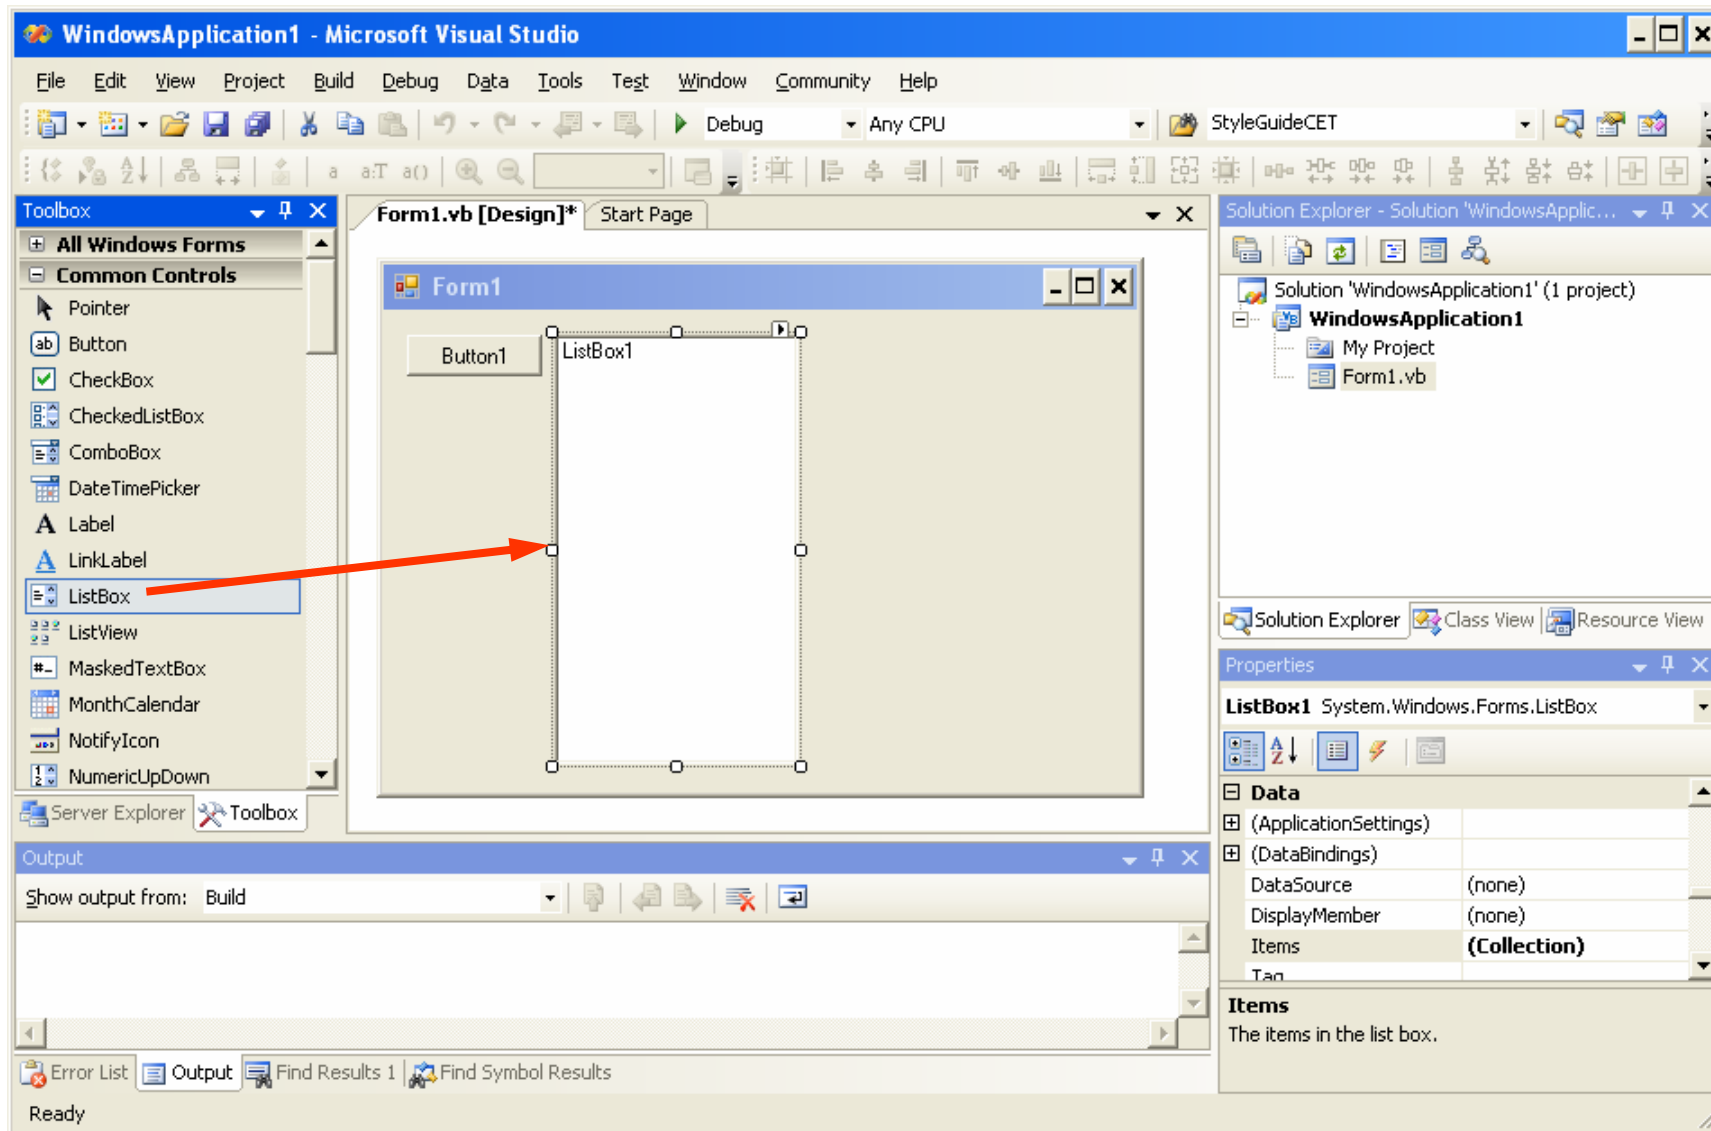 WindowsApplication1 - Microsoft Visual Studio
File Edit View Project Build Debug Data Tools Test Window Community Help
Debug Any CPU StyleGuideCET
a a:T a()
Toolbox
All Windows Forms
Common Controls
Pointer
Button
CheckBox
CheckedListBox
ComboBox
DateTimePicker
Label
LinkLabel
ListBox
ListView
MaskedTextBox
MonthCalendar
NotifyIcon
NumericUpDown
Server Explorer Toolbox
Form1.vb [Design]* Start Page
Form1
Button1
ListBox1
Solution Explorer - Solution 'WindowsApplic...
Solution 'WindowsApplication1' (1 project)
WindowsApplication1
My Project
Form1.vb
Solution Explorer Class View Resource View
Properties
ListBox1 System.Windows.Forms.ListBox
Data
(ApplicationSettings)
(DataBindings)
DataSource (none)
DisplayMember (none)
Items (Collection)
Tag
Items
The items in the list box.
Output
Show output from: Build
Error List Output Find Results 1 Find Symbol Results
Ready